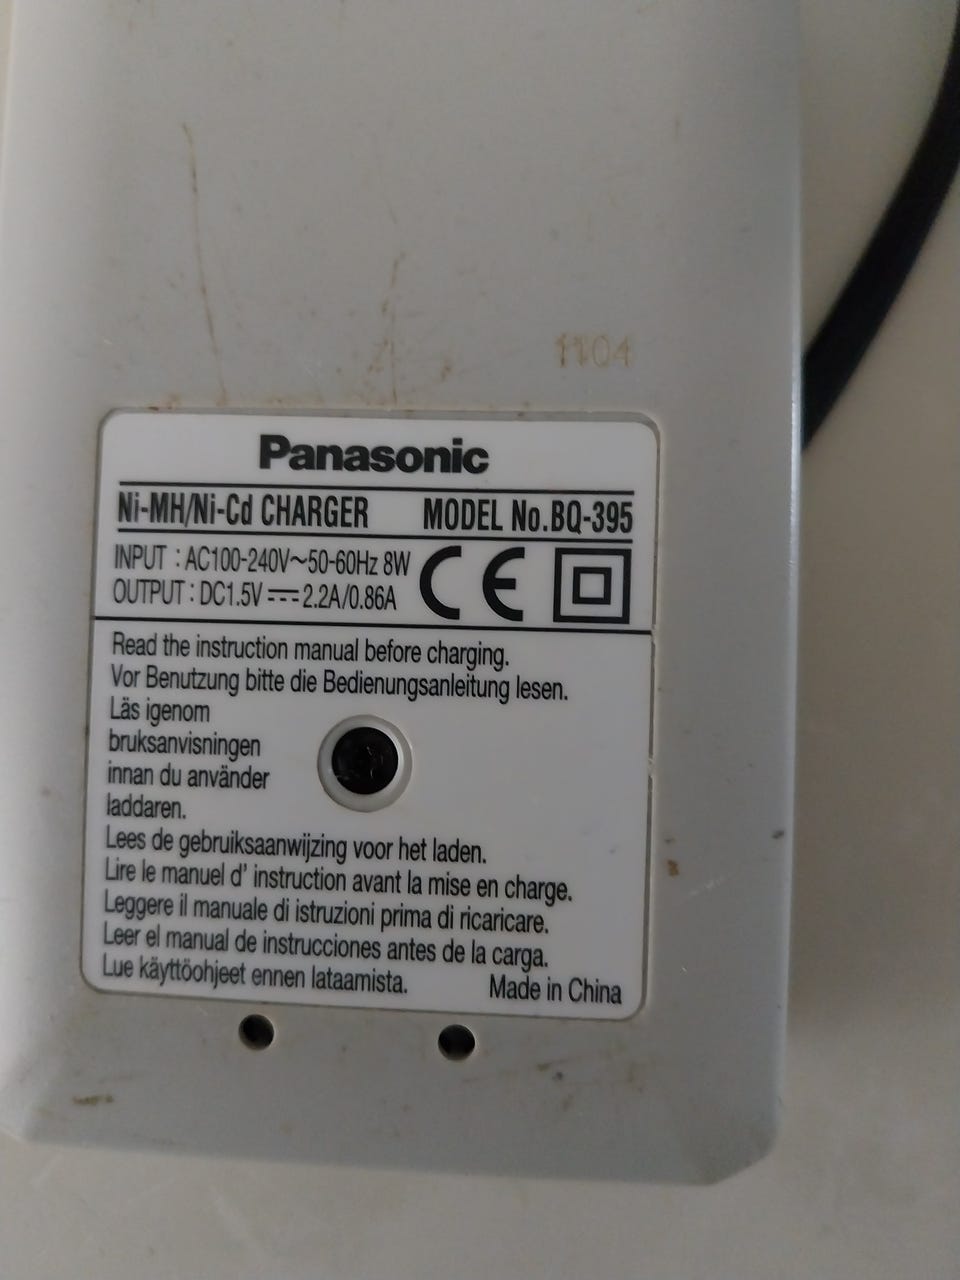 1104
Panasonic
Ni-MH/Ni-Cd CHARGER MODEL No.BQ-395
INPUT : AC100-240V~50-60Hz 8W
OUTPUT : DC1.5V ⎓ 2.2A/0.86A
CE
Read the instruction manual before charging.
Vor Benutzung bitte die Bedienungsanleitung lesen.
Läs igenom
bruksanvisningen
innan du använder
laddaren.
Lees de gebruiksaanwijzing voor het laden.
Lire le manuel d' instruction avant la mise en charge.
Leggere il manuale di istruzioni prima di ricaricare.
Leer el manual de instrucciones antes de la carga.
Lue käyttöohjeet ennen lataamista. Made in China